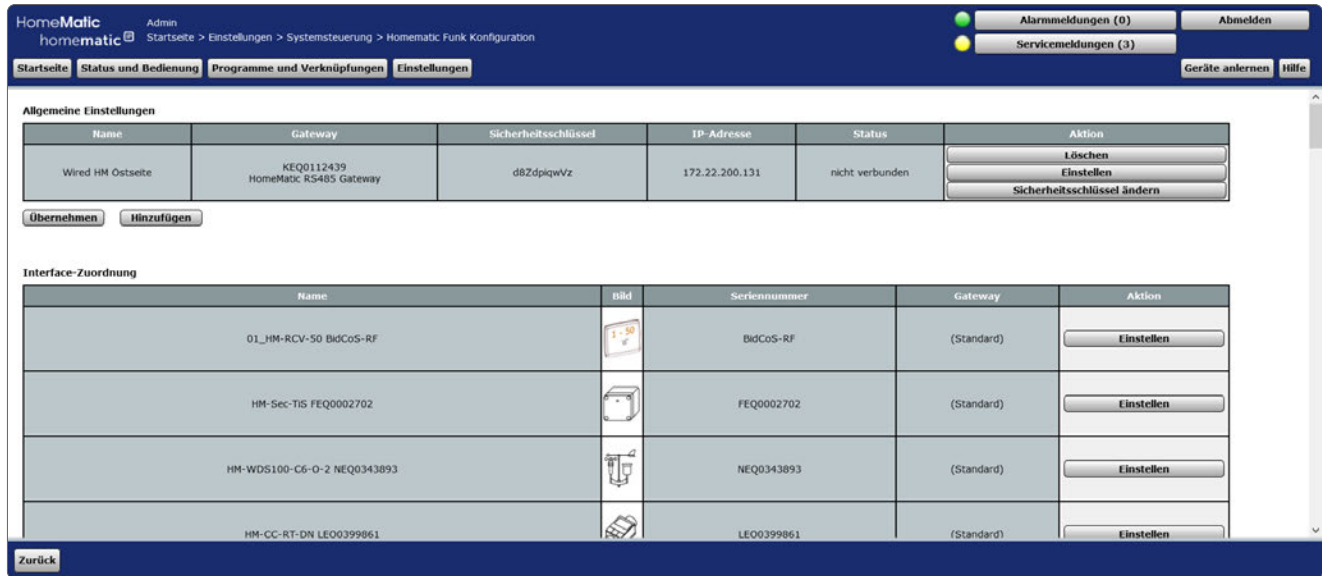 HomeMatic
homematic
Admin
Startseite > Einstellungen > Systemsteuerung > Homematic Funk Konfiguration
Alarmmeldungen (0)
Abmelden
Servicemeldungen (3)
Startseite Status und Bedienung Programme und Verknüpfungen Einstellungen
Geräte anlernen Hilfe
Allgemeine Einstellungen
Name Gateway Sicherheitsschlüssel IP-Adresse Status Aktion
Wired HM Ostseite
KEQ0112439
HomeMatic RS485 Gateway
d8ZdpiqwVz
172.22.200.131
nicht verbunden
Löschen
Einstellen
Sicherheitsschlüssel ändern
Übernehmen Hinzufügen
Interface-Zuordnung
Name Bild Seriennummer Gateway Aktion
01_HM-RCV-50 BidCoS-RF 1 - 50 BidCoS-RF (Standard) Einstellen
HM-Sec-TiS FEQ0002702 FEQ0002702 (Standard) Einstellen
HM-WDS100-C6-O-2 NEQ0343893 NEQ0343893 (Standard) Einstellen
HM-CC-RT-DN LEO0399861 LEO0399861 (Standard) Einstellen
Zurück